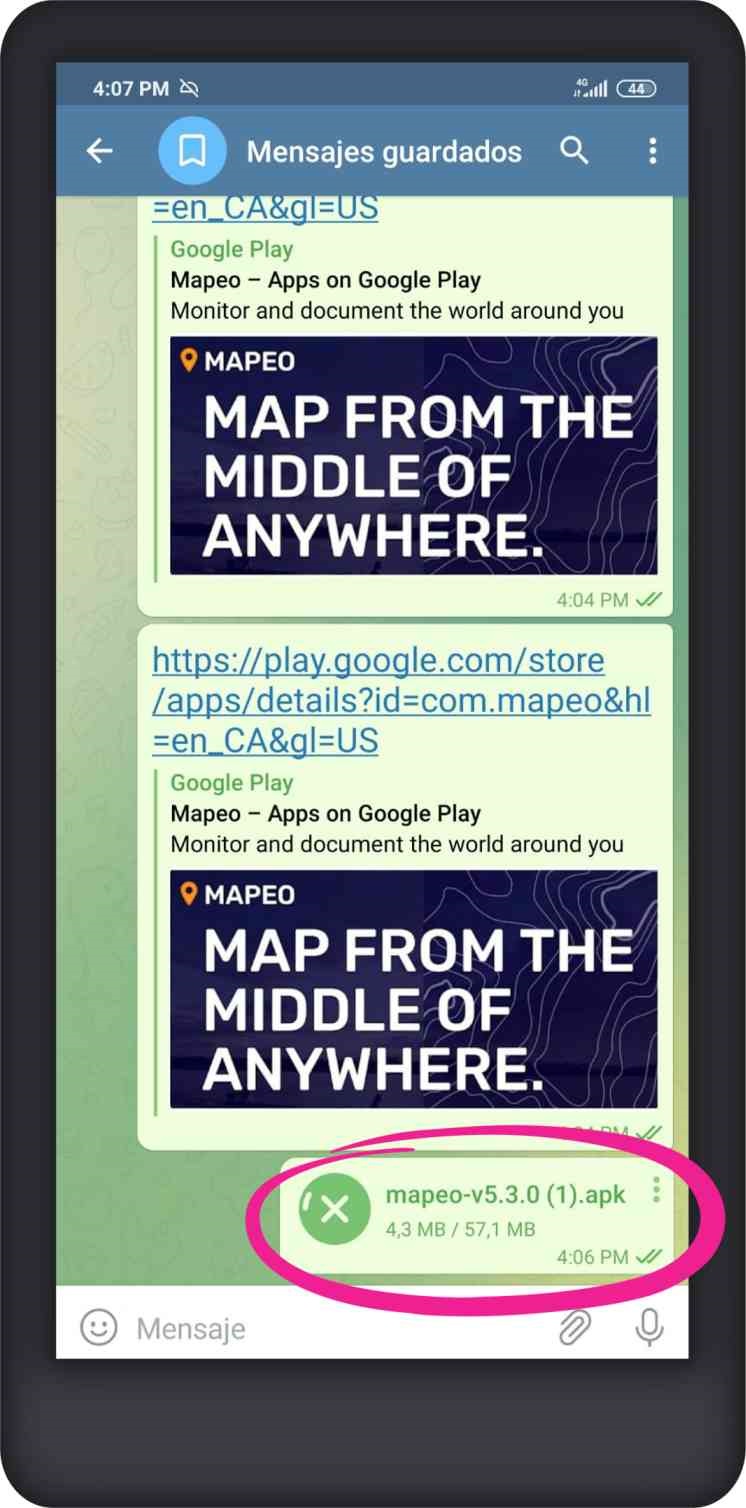 4:07 PM
4G
44
Mensajes guardados
=en_CA&gl=US
Google Play
Mapeo – Apps on Google Play
Monitor and document the world around you
MAPEO
MAP FROM THE
MIDDLE OF
ANYWHERE.
4:04 PM
https://play.google.com/store
/apps/details?id=com.mapeo&hl
=en_CA&gl=US
Google Play
Mapeo – Apps on Google Play
Monitor and document the world around you
MAPEO
MAP FROM THE
MIDDLE OF
ANYWHERE.
PM
mapeo-v5.3.0 (1).apk
4,3 MB / 57,1 MB
4:06 PM
Mensaje